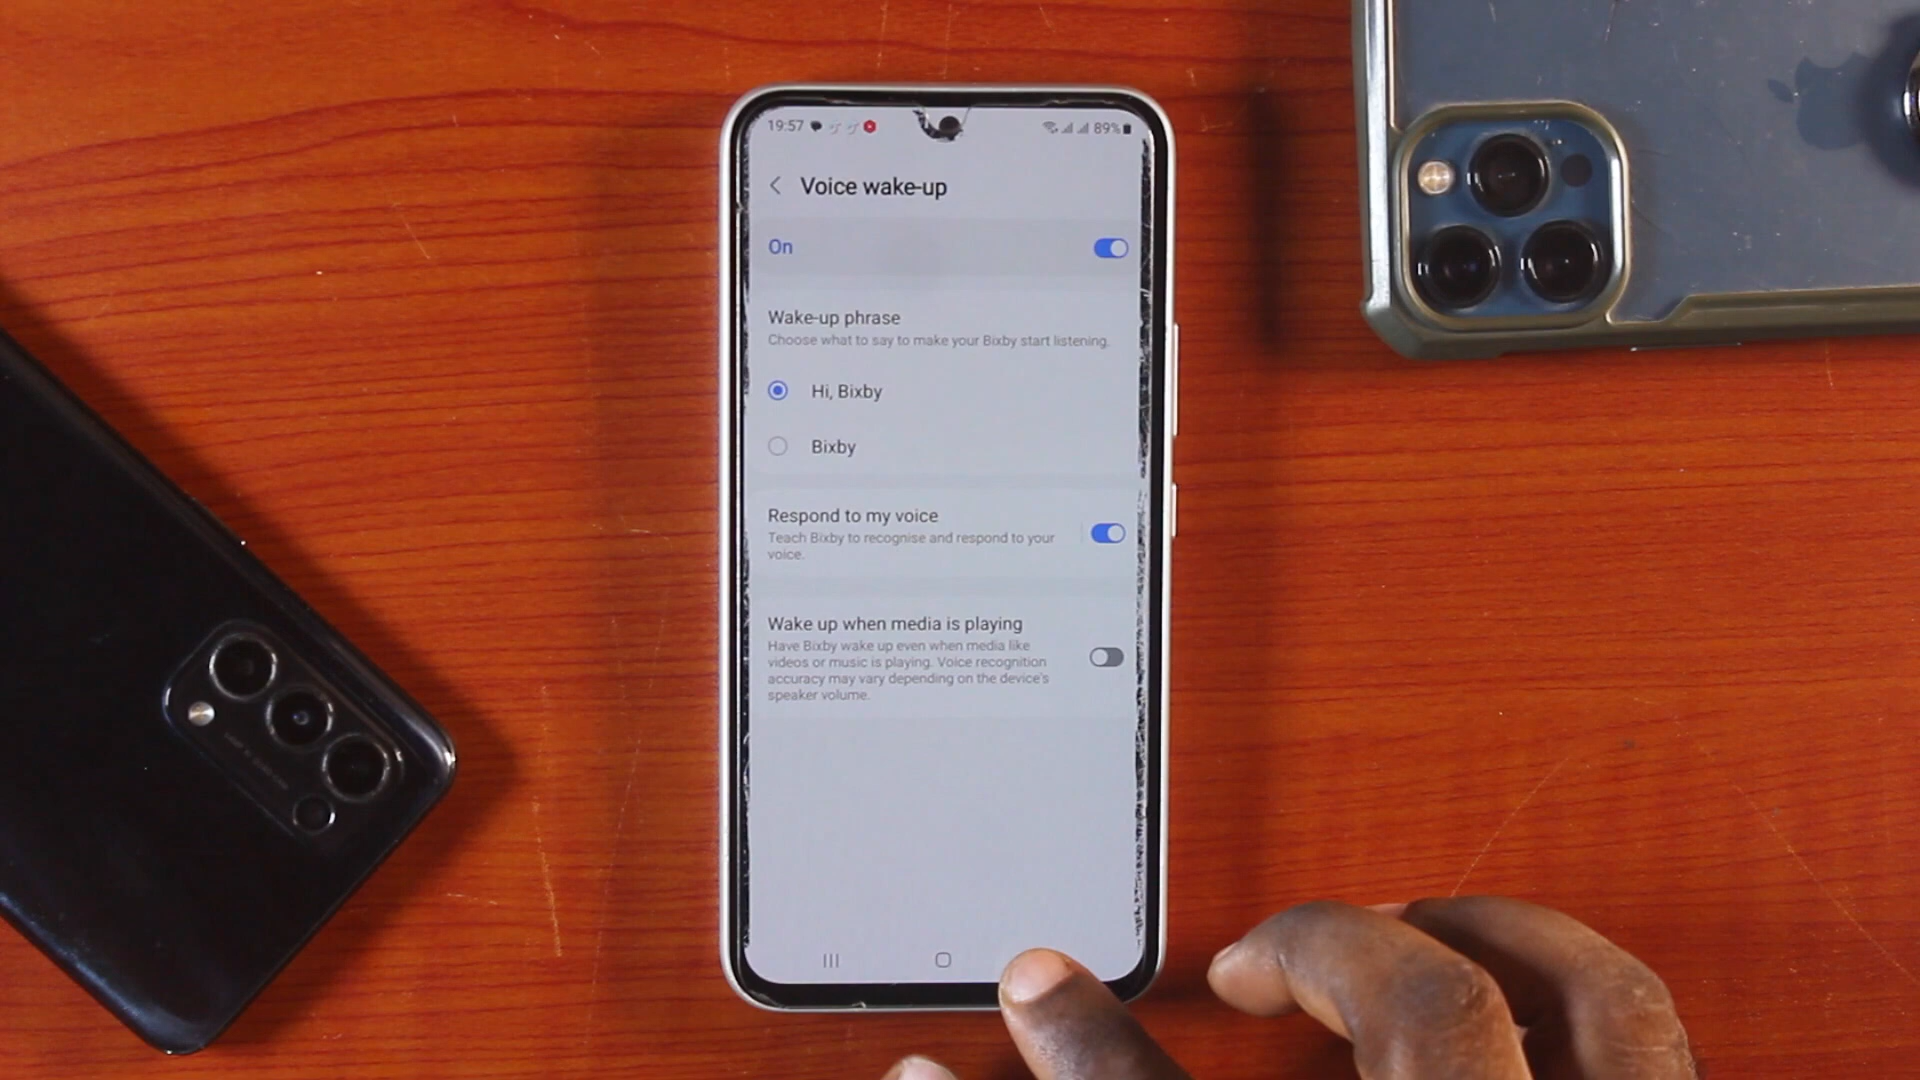 19:57
89%
Voice wake-up
On
Wake-up phrase
Choose what to say to make your Bixby start listening.
Hi, Bixby
Bixby
Respond to my voice
Teach Bixby to recognise and respond to your
voice.
Wake up when media is playing
Have Bixby wake up even when media like
videos or music is playing. Voice recognition
accuracy may vary depending on the device's
speaker volume.